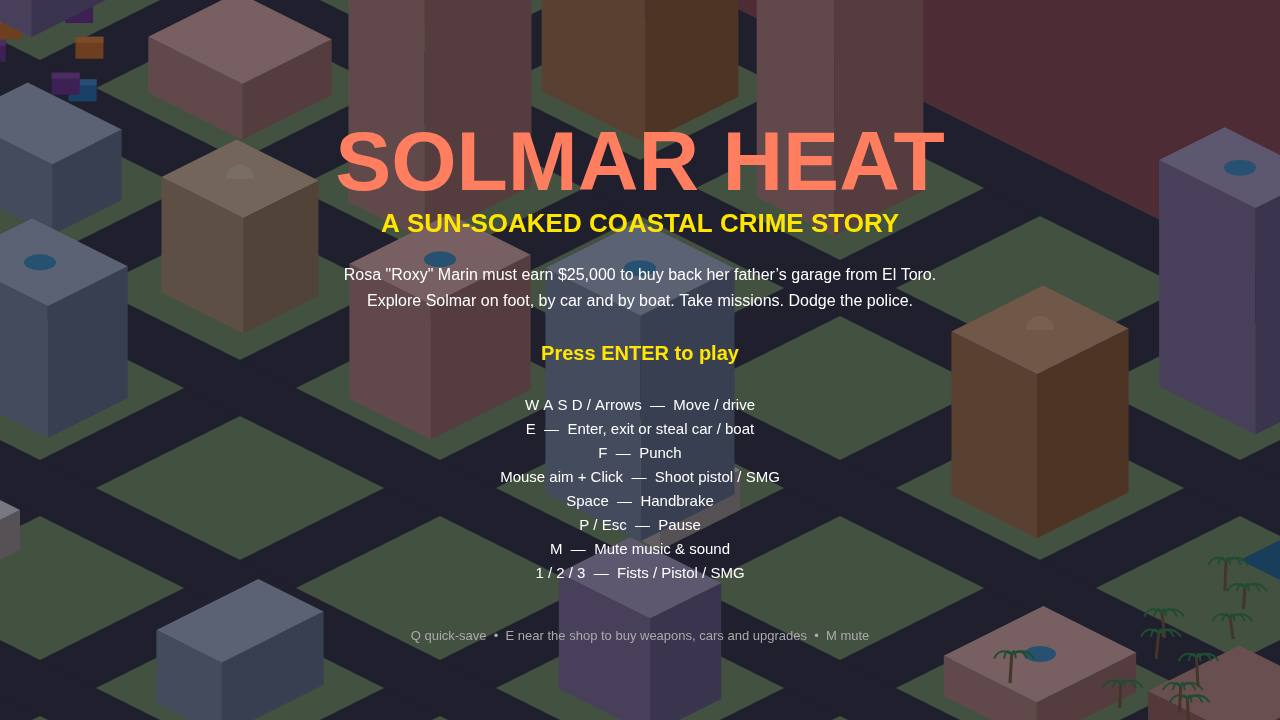 SOLMAR HEAT
A SUN-SOAKED COASTAL CRIME STORY
Rosa "Roxy" Marin must earn $25,000 to buy back her father’s garage from El Toro.
Explore Solmar on foot, by car and by boat. Take missions. Dodge the police.
Press ENTER to play
W A S D / Arrows — Move / drive
E — Enter, exit or steal car / boat
F — Punch
Mouse aim + Click — Shoot pistol / SMG
Space — Handbrake
P / Esc — Pause
M — Mute music & sound
1 / 2 / 3 — Fists / Pistol / SMG
Q quick-save • E near the shop to buy weapons, cars and upgrades • M mute